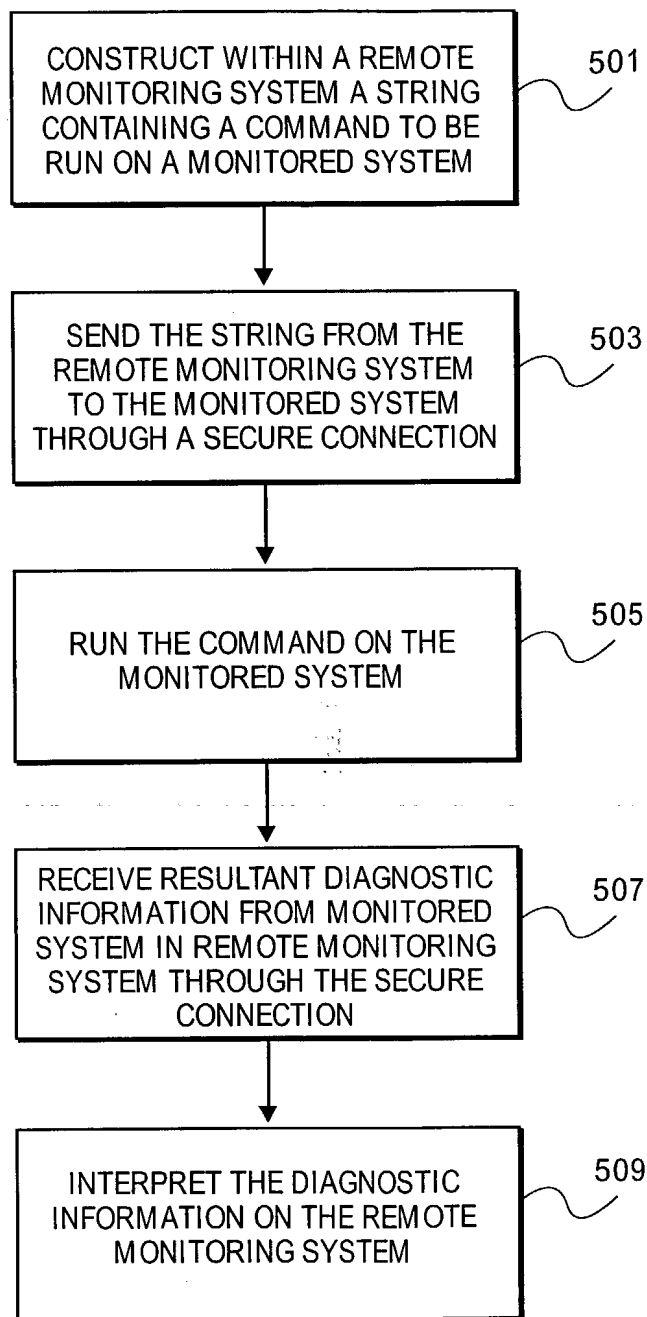 CONSTRUCT WITHIN A REMOTE
MONITORING SYSTEM A STRING
CONTAINING A COMMAND TO BE
RUN ON A MONITORED SYSTEM
501
SEND THE STRING FROM THE
REMOTE MONITORING SYSTEM
TO THE MONITORED SYSTEM
THROUGH A SECURE CONNECTION
503
RUN THE COMMAND ON THE
MONITORED SYSTEM
505
RECEIVE RESULTANT DIAGNOSTIC
INFORMATION FROM MONITORED
SYSTEM IN REMOTE MONITORING
SYSTEM THROUGH THE SECURE
CONNECTION
507
INTERPRET THE DIAGNOSTIC
INFORMATION ON THE REMOTE
MONITORING SYSTEM
509